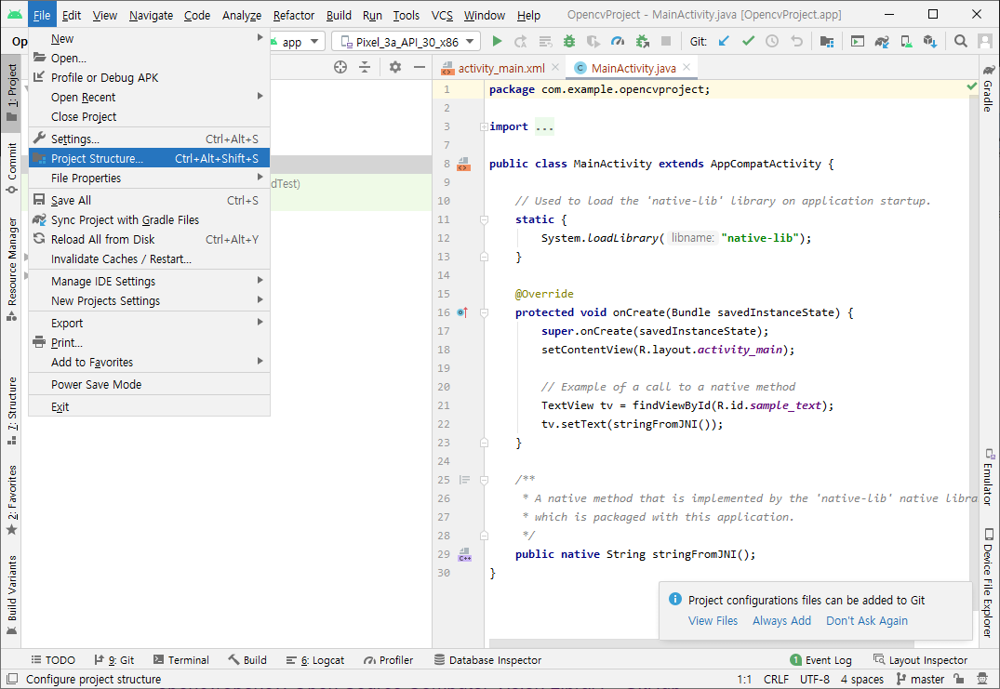 File Edit View Navigate Code Analyze Refactor Build Run Tools VCS Window Help OpencvProject - MainActivity.java [OpencvProject.app]
Op
app Pixel_3a_API_30_x86 Git:
New
Open...
Profile or Debug APK
Open Recent
Close Project
Settings... Ctrl+Alt+S
Project Structure... Ctrl+Alt+Shift+S
File Properties
Save All Ctrl+S
Sync Project with Gradle Files
Reload All from Disk Ctrl+Alt+Y
Invalidate Caches / Restart...
Manage IDE Settings
New Projects Settings
Export
Print...
Add to Favorites
Power Save Mode
Exit
dTest)
1: Project
Commit
Resource Manager
7: Structure
2: Favorites
Build Variants
activity_main.xml MainActivity.java
1 package com.example.opencvproject;
2
3 import ...
7
8 public class MainActivity extends AppCompatActivity {
9
10 // Used to load the 'native-lib' library on application startup.
11 static {
12 System.loadLibrary( libname: "native-lib");
13 }
14
15 @Override
16 protected void onCreate(Bundle savedInstanceState) {
17 super.onCreate(savedInstanceState);
18 setContentView(R.layout.activity_main);
19
20 // Example of a call to a native method
21 TextView tv = findViewById(R.id.sample_text);
22 tv.setText(stringFromJNI());
23 }
24
25 /**
26 * A native method that is implemented by the 'native-lib' native libra
27 * which is packaged with this application.
28 */
29 public native String stringFromJNI();
30 }
C++
Gradle
Emulator
Device File Explorer
Project configurations files can be added to Git
View Files Always Add Don't Ask Again
TODO 9: Git Terminal Build 6: Logcat Profiler Database Inspector 1 Event Log Layout Inspector
Configure project structure 1:1 CRLF UTF-8 4 spaces master